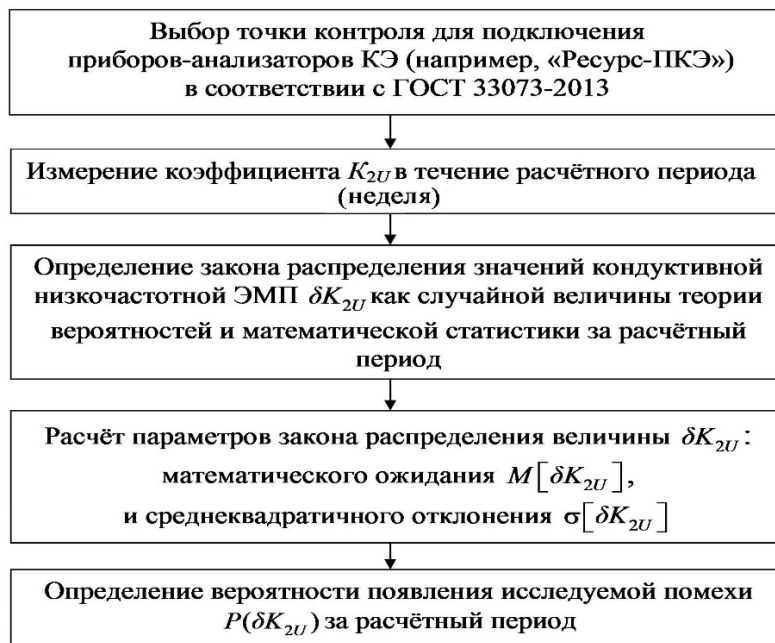 Выбор точки контроля для подключения
приборов-анализаторов КЭ (например, «Ресурс-ПКЭ»)
в соответствии с ГОСТ 33073-2013
Измерение коэффициента K₂U в течение расчётного периода
(неделя)
Определение закона распределения значений кондуктивной
низкочастотной ЭМП δK₂U как случайной величины теории
вероятностей и математической статистики за расчётный
период
Расчёт параметров закона распределения величины δK₂U :
математического ожидания M[δK₂U],
и среднеквадратичного отклонения σ[δK₂U]
Определение вероятности появления исследуемой помехи
P(δK₂U) за расчётный период